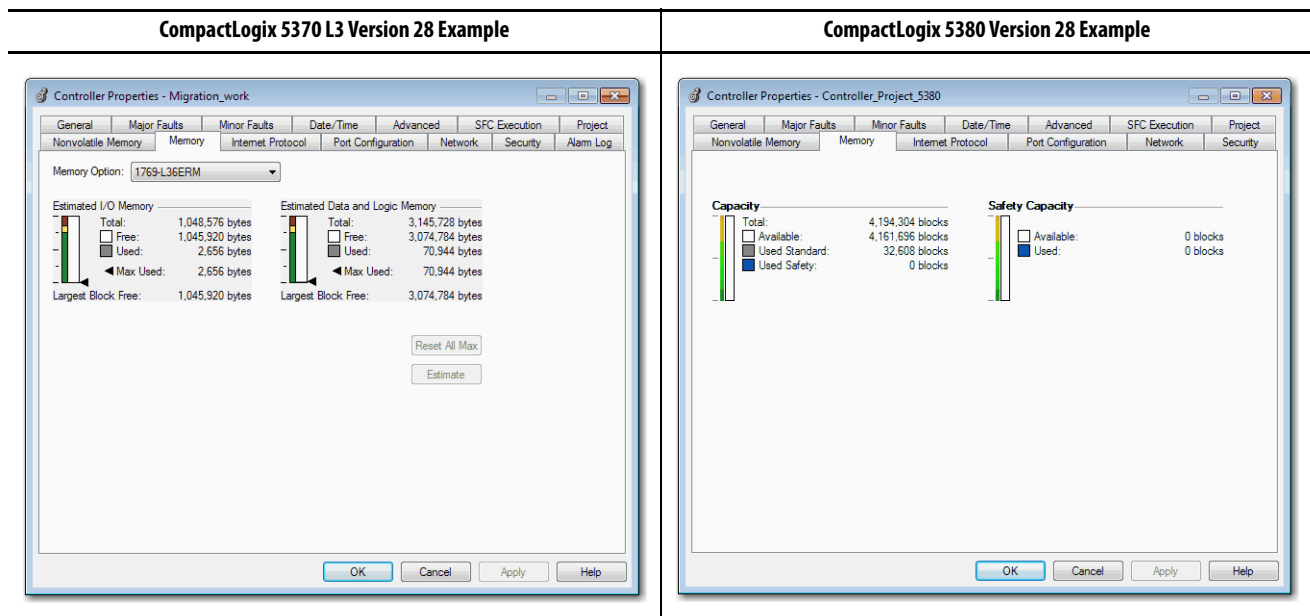 CompactLogix 5370 L3 Version 28 Example
Controller Properties - Migration_work
General Major Faults Minor Faults Date/Time Advanced SFC Execution Project
Nonvolatile Memory Memory Internet Protocol Port Configuration Network Security Alarm Log
Memory Option: 1769-L36ERM
Estimated I/O Memory
Total: 1,048,576 bytes
Free: 1,045,920 bytes
Used: 2,656 bytes
Max Used: 2,656 bytes
Largest Block Free: 1,045,920 bytes
Estimated Data and Logic Memory
Total: 3,145,728 bytes
Free: 3,074,784 bytes
Used: 70,944 bytes
Max Used: 70,944 bytes
Largest Block Free: 3,074,784 bytes
Reset All Max
Estimate
OK Cancel Apply Help
CompactLogix 5380 Version 28 Example
Controller Properties - Controller_Project_5380
General Major Faults Minor Faults Date/Time Advanced SFC Execution Project
Nonvolatile Memory Memory Internet Protocol Port Configuration Network Security
Capacity
Total: 4,194,304 blocks
Available: 4,161,696 blocks
Used Standard: 32,608 blocks
Used Safety: 0 blocks
Safety Capacity
Available: 0 blocks
Used: 0 blocks
OK Cancel Apply Help